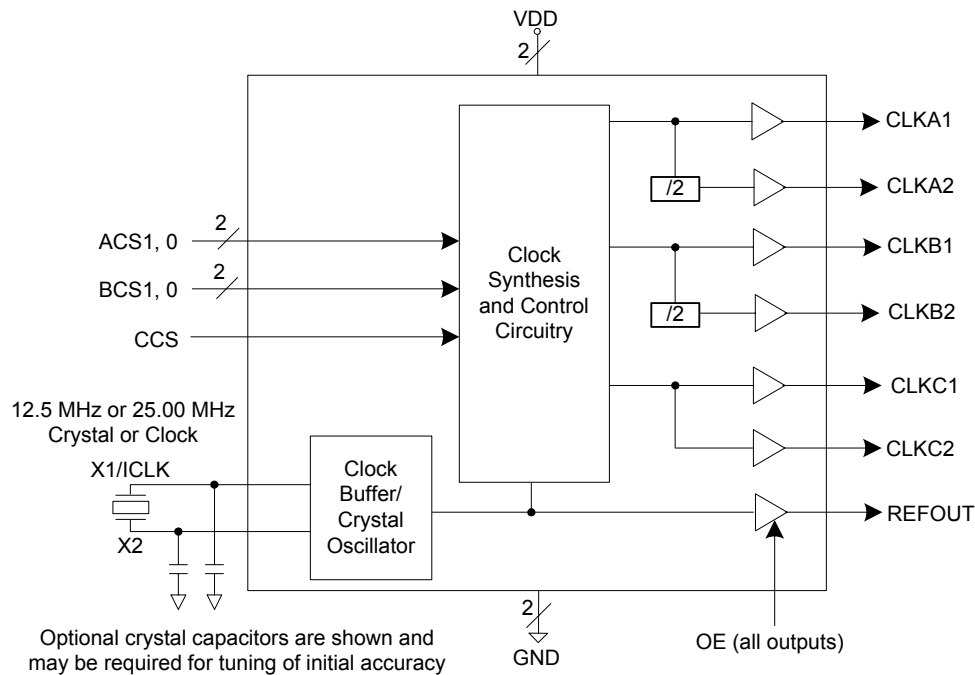 VDD
2
CLKA1
/2
CLKA2
ACS1, 0
2
CLKB1
BCS1, 0
2
Clock
Synthesis
and Control
Circuitry
/2
CLKB2
CCS
CLKC1
12.5 MHz or 25.00 MHz
Crystal or Clock
CLKC2
X1/ICLK
X2
Clock
Buffer/
Crystal
Oscillator
REFOUT
2
GND
OE (all outputs)
Optional crystal capacitors are shown and
may be required for tuning of initial accuracy